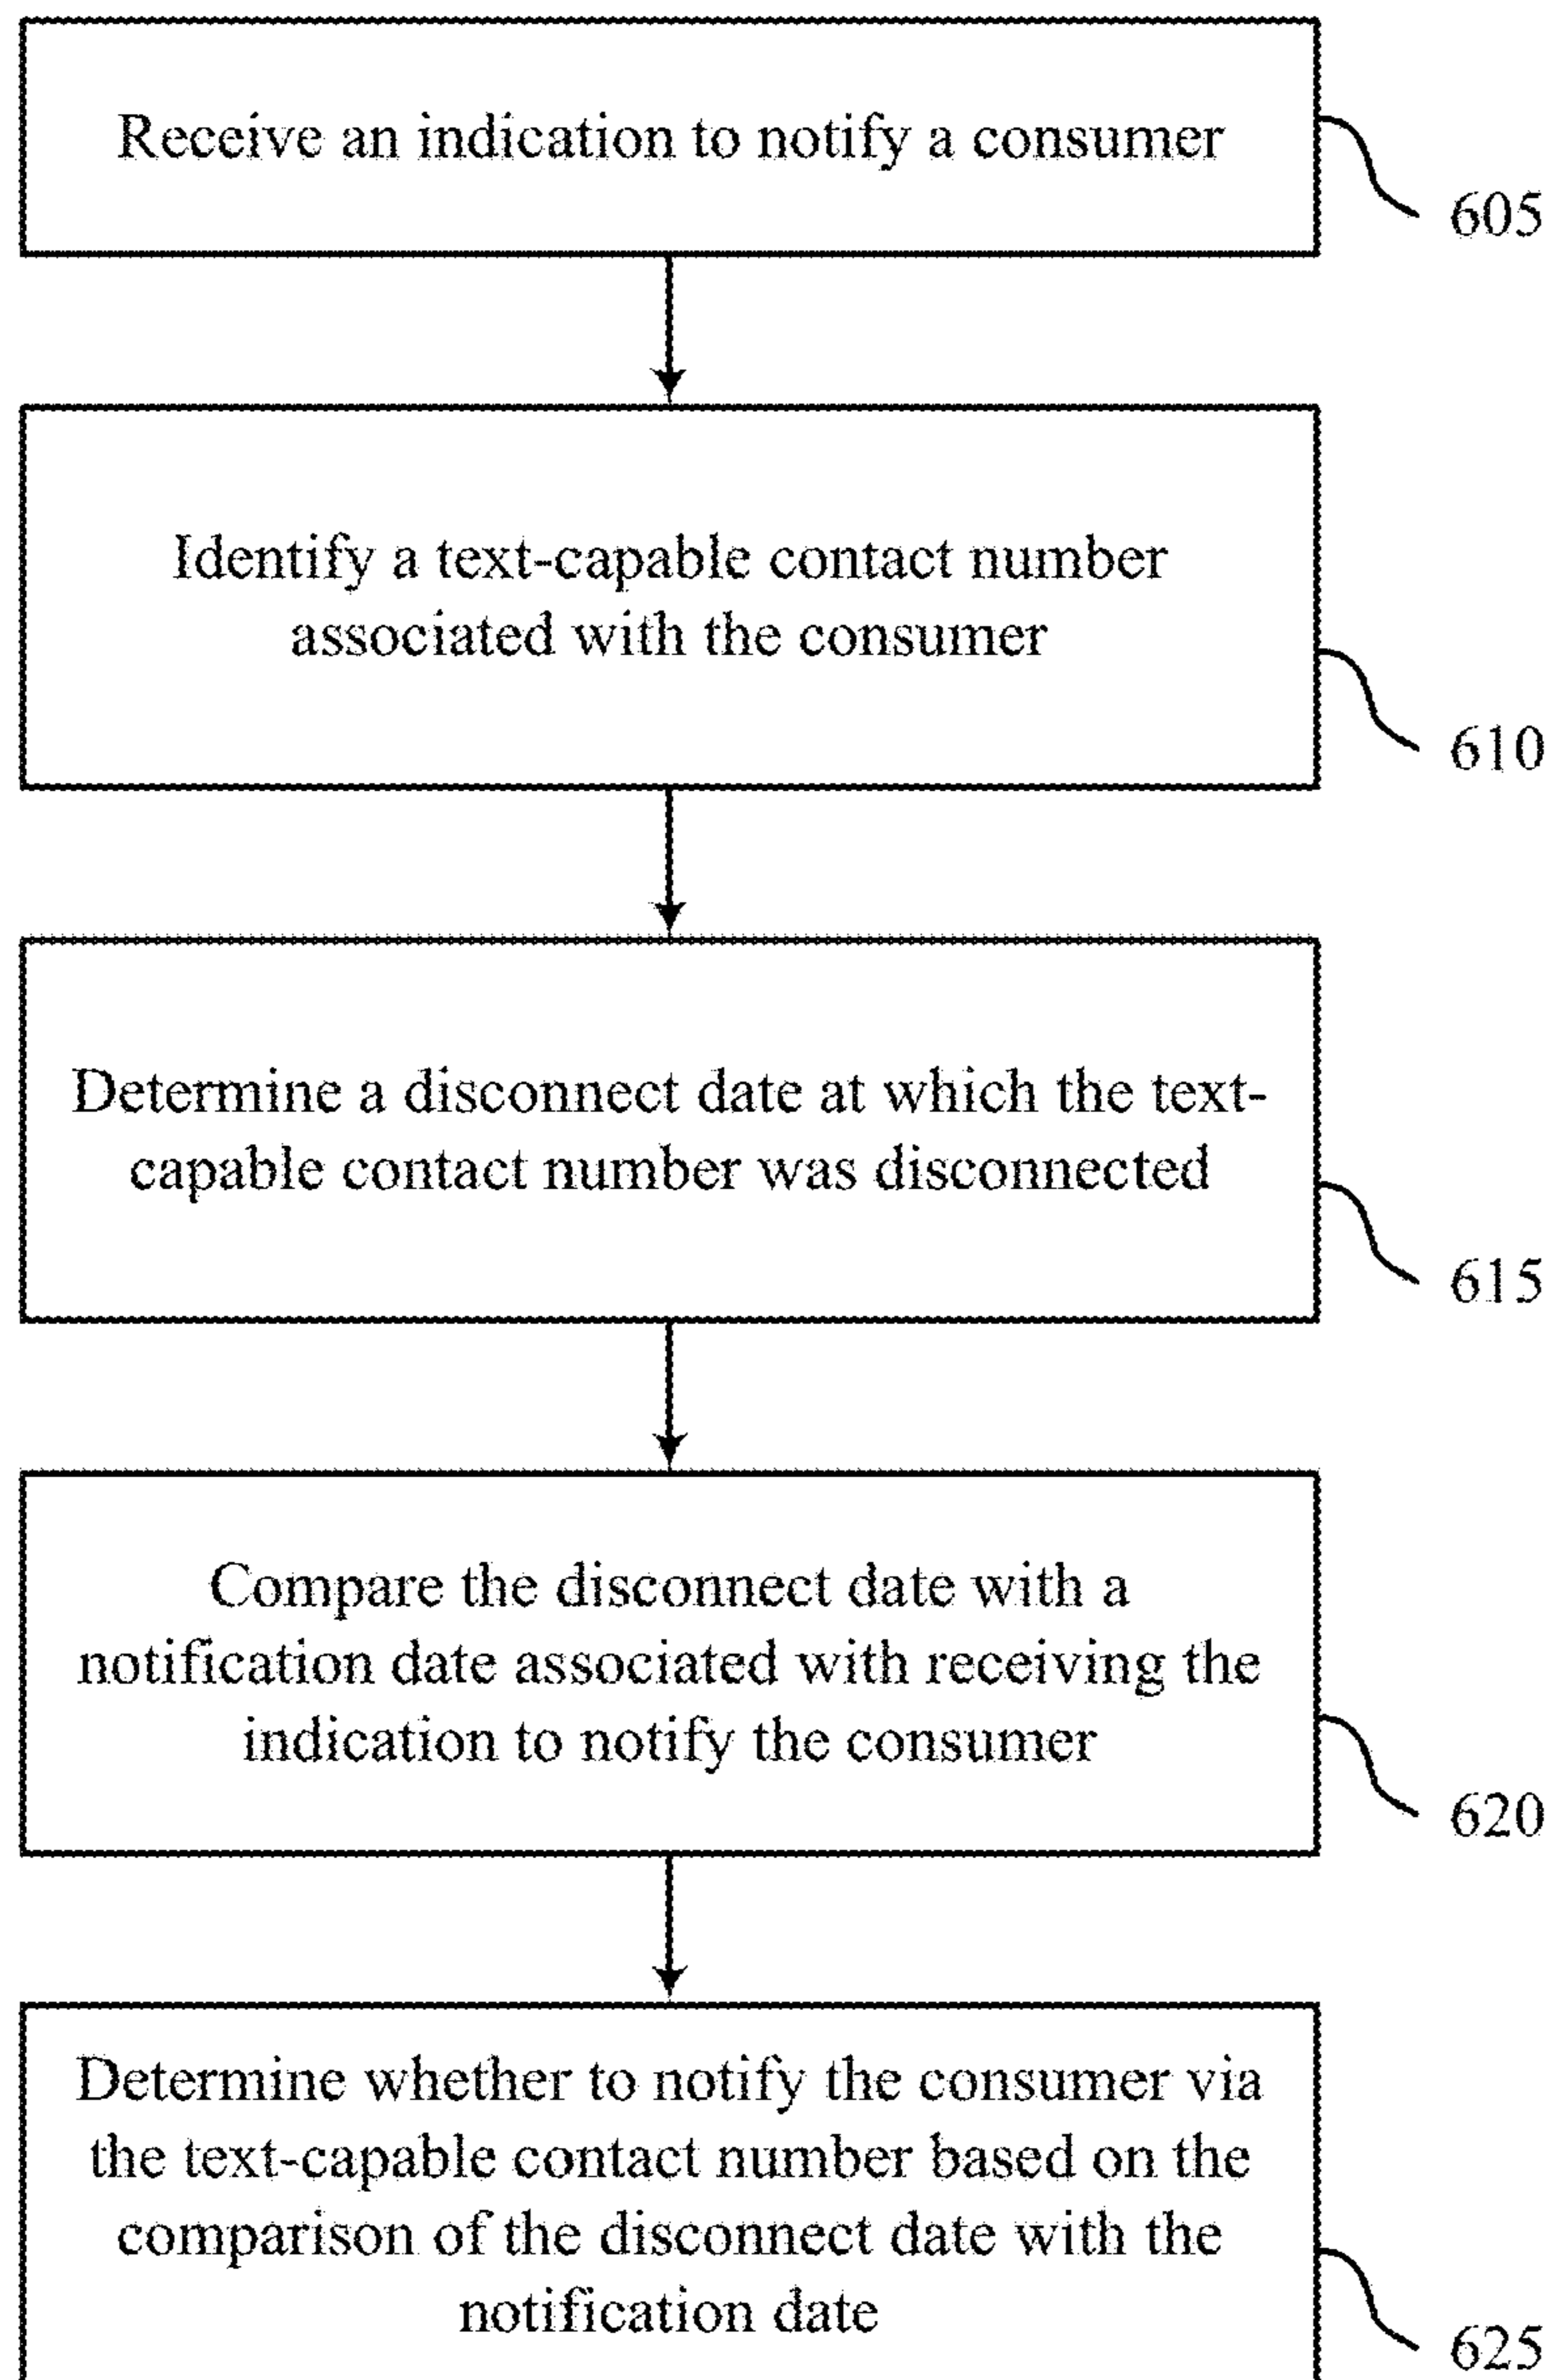 Receive an indication to notify a consumer
605
Identify a text-capable contact number
associated with the consumer
610
Determine a disconnect date at which the text-
capable contact number was disconnected
615
Compare the disconnect date with a
notification date associated with receiving the
indication to notify the consumer
620
Determine whether to notify the consumer via
the text-capable contact number based on the
comparison of the disconnect date with the
notification date
625